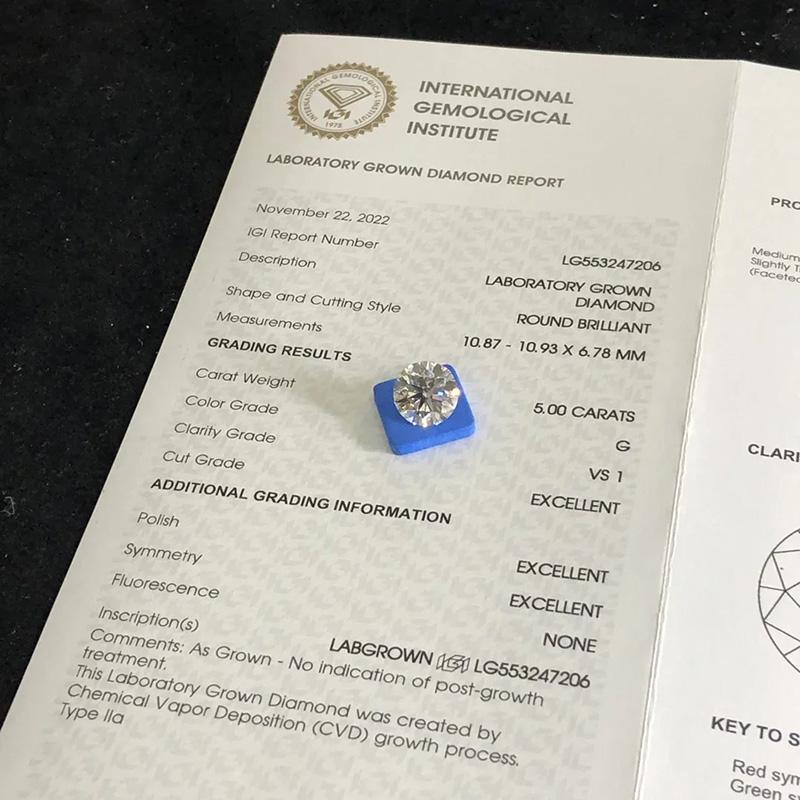 INTERNATIONAL GEMOLOGICAL INSTITUTE
IGI
1975
INTERNATIONAL
GEMOLOGICAL
INSTITUTE
LABORATORY GROWN DIAMOND REPORT
November 22, 2022
IGI Report Number LG553247206
Description LABORATORY GROWN
DIAMOND
Shape and Cutting Style ROUND BRILLIANT
Measurements 10.87 - 10.93 X 6.78 MM
GRADING RESULTS
Carat Weight 5.00 CARATS
Color Grade G
Clarity Grade VS 1
Cut Grade EXCELLENT
ADDITIONAL GRADING INFORMATION
Polish EXCELLENT
Symmetry EXCELLENT
Fluorescence NONE
Inscription(s) LABGROWN IGI LG553247206
Comments: As Grown - No indication of post-growth
treatment.
This Laboratory Grown Diamond was created by
Chemical Vapor Deposition (CVD) growth process.
Type IIa
PRO
Medium
Slightly T
(Faceted
CLARI
KEY TO S
Red sym
Green s